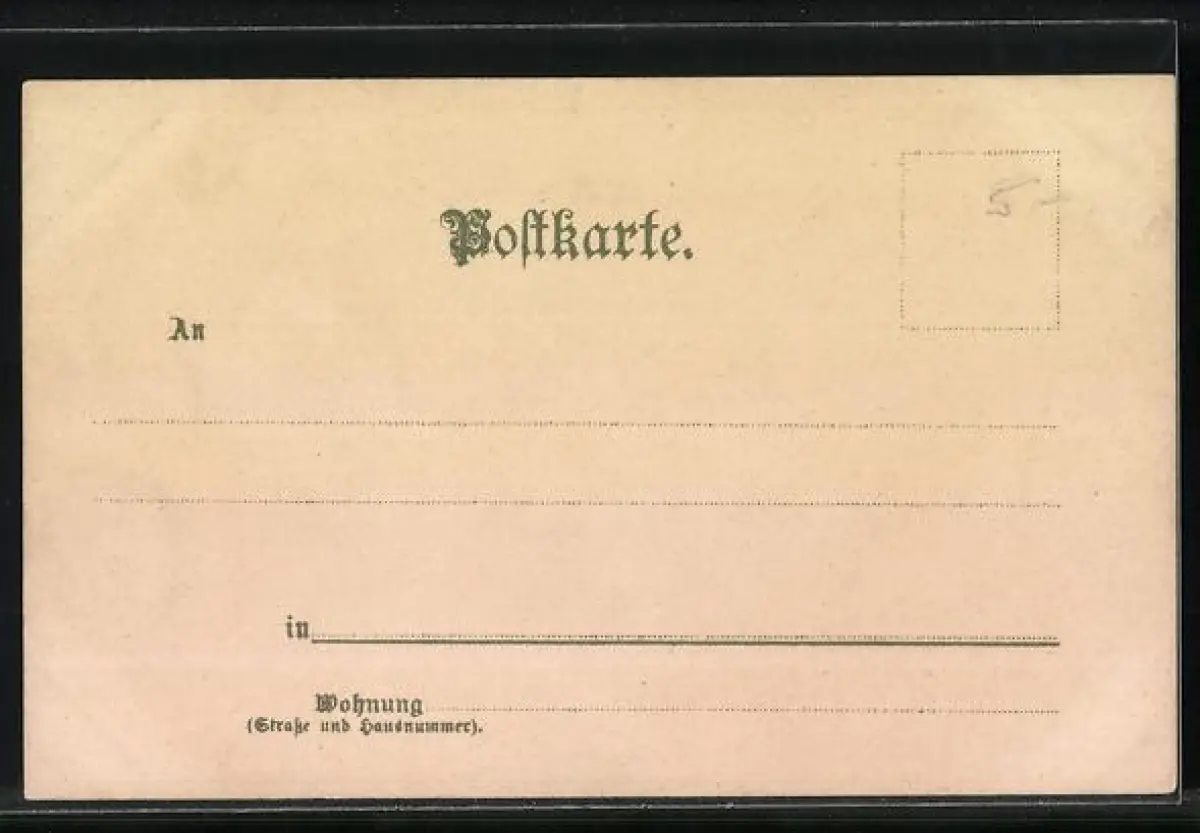 Postkarte.
An
in
Wohnung
(Straße und Hausnummer).